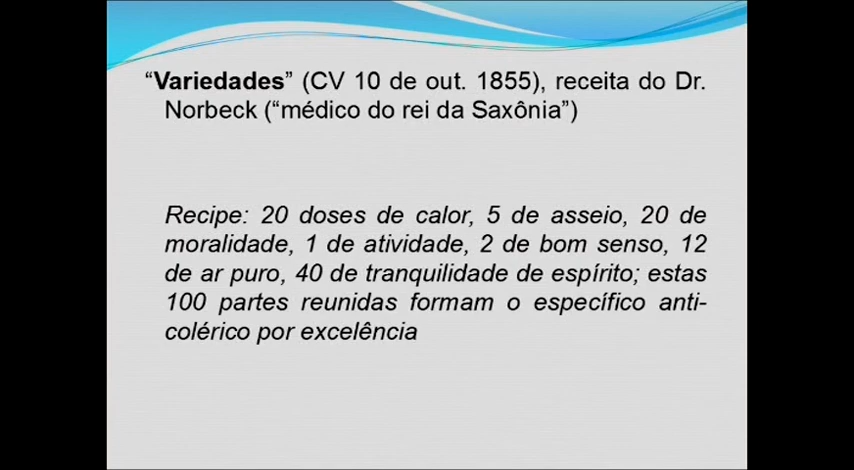 “Variedades” (CV 10 de out. 1855), receita do Dr.
Norbeck (“médico do rei da Saxônia”)
Recipe: 20 doses de calor, 5 de asseio, 20 de
moralidade, 1 de atividade, 2 de bom senso, 12
de ar puro, 40 de tranquilidade de espírito; estas
100 partes reunidas formam o específico anti-
colérico por excelência